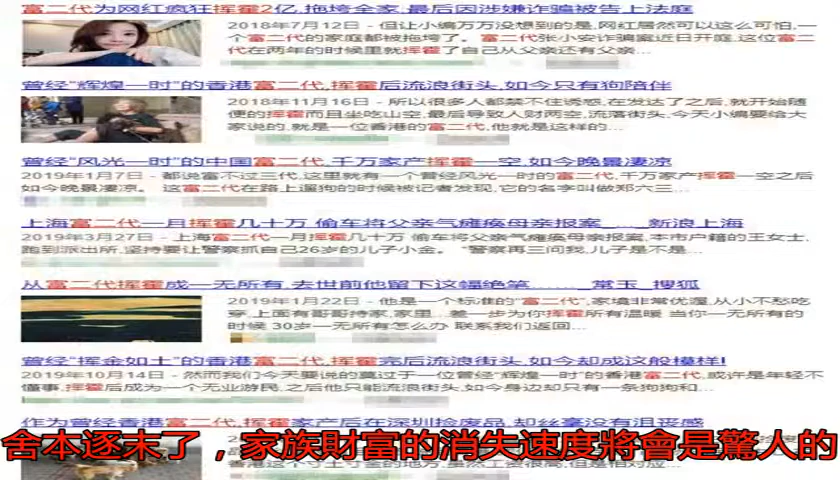 富二代为网红疯狂挥霍2亿,拖垮全家,最后因涉嫌诈骗被告上法庭
2018年7月12日 - 但让小编万万没想到的是,网红居然可以这么可怕,一
个富二代的家庭都被拖垮了。 富二代张小安诈骗案近日开庭,这位富二
代在两年的时候里就挥霍了自己从父亲还有父亲...
曾经"辉煌一时"的香港富二代,挥霍后流浪街头,如今只有狗陪伴
2018年11月16日 - 所以很多人都禁不住诱惑,在发达了之后,就开始随
便的挥霍而且坐吃山空,最后导致人财两空,流落街头,今天小编要给大
家说的,就是一位香港的富二代,他就是这样的...
曾经"风光一时"的中国富二代,千万家产挥霍一空,如今晚景凄凉
2019年1月7日 - 都说富不过三代,这里就有一个曾经风光一时的富二代,千万家产挥霍一空之后
如今晚景凄凉。 这富二代在路上遛狗的时候被记者发现,它的名字叫做郑六三...
上海富二代一月挥霍几十万 偷车将父亲气瘫痪母亲报案_..._新浪上海
2019年3月27日 - 上海富二代一月挥霍几十万 偷车将父亲气瘫痪母亲报案,本市户籍的王女士,
跑到派出所,坚持要让警察抓自己26岁的儿子小金。 "警察再三问我,儿子是不是...
从富二代挥霍成一无所有,去世前他留下这幅绝笔......_常玉_搜狐
2019年1月22日 - 他是一个标准的"富二代",家境非常优渥,从小不愁吃
穿,上面有哥哥持家,家里...差一步为你挥霍所有温暖 当你一无所有的
时候 30岁一无所有怎么办 联系我们返回...
曾经"挥金如土"的香港富二代,挥霍完后流浪街头,如今却成这般模样!
2019年10月14日 - 然而我们今天要说的莫过于一位曾经"辉煌一时"的香港富二代,或许是年轻不
懂事,挥霍后成为一个无业游民,之后他只能流浪街头,如今身边却只有一条狗狗和...
作为曾经香港富二代,挥霍家产后在深圳捡废品,却丝毫没有沮丧感
舍本逐末了，家族財富的消失速度將會是驚人的
香港这个寸土寸金的地方,虽然工资很高,但是相对应...